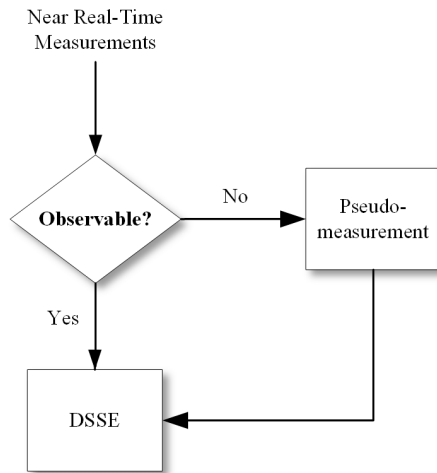 Near Real-Time
Measurements
Observable?
No
Pseudo-
measurement
Yes
DSSE